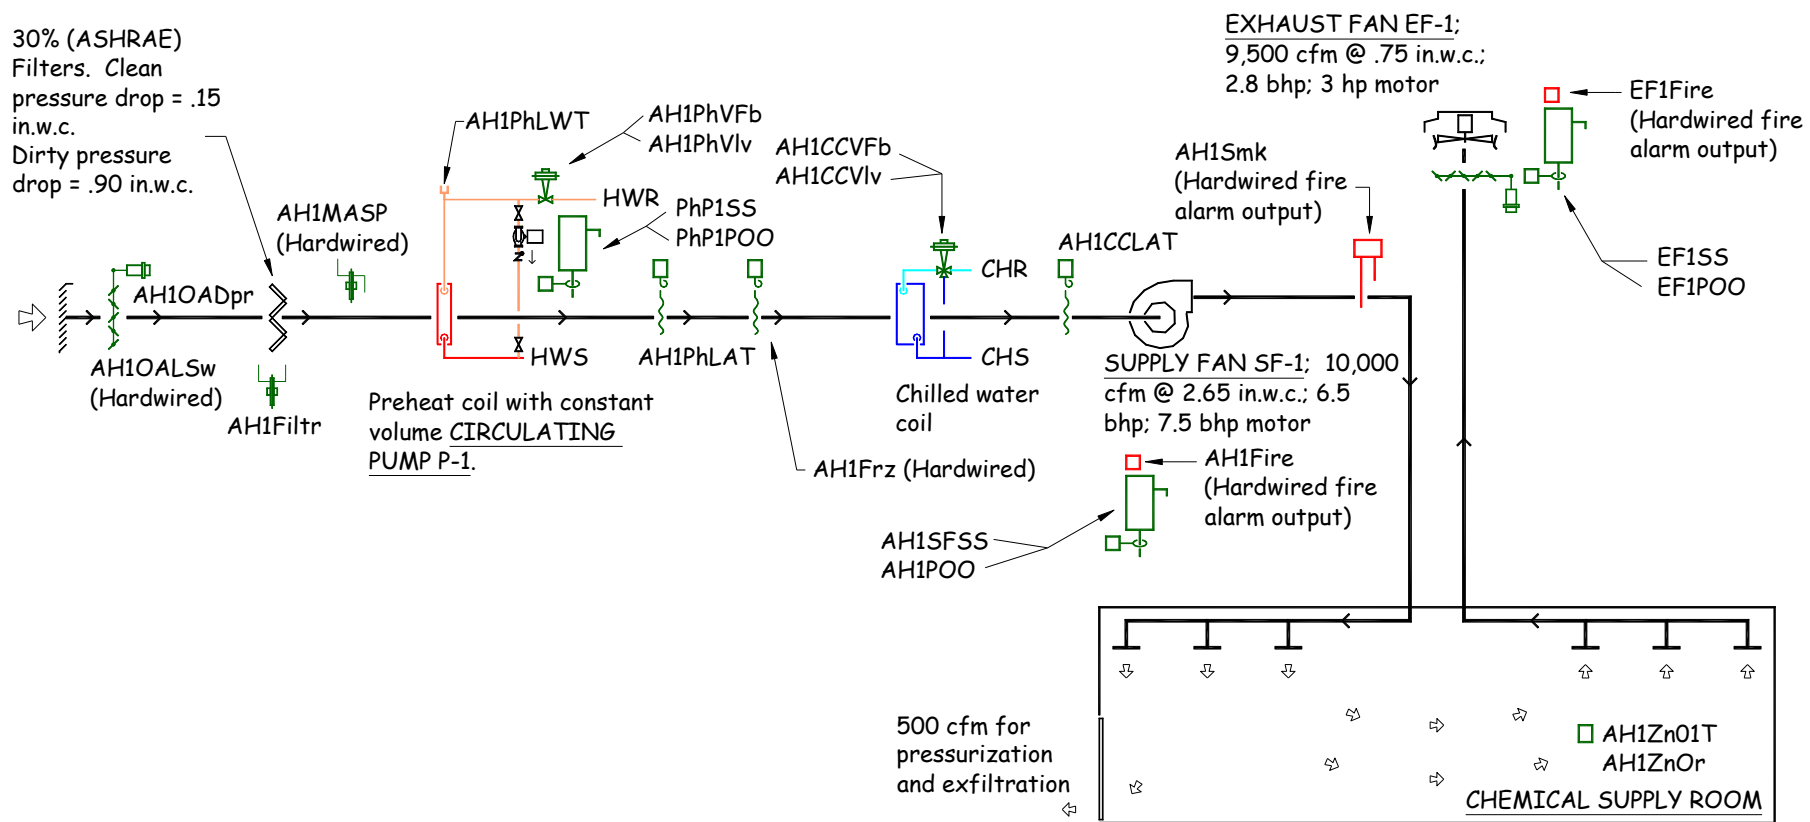 30% (ASHRAE)
Filters.  Clean
pressure drop = .15
in.w.c.
Dirty pressure
drop = .90 in.w.c.
AH1OADpr
AH1OALSw
(Hardwired)
AH1Filtr
AH1MASP
(Hardwired)
AH1PhLWT
AH1PhVFb
AH1PhVlv
HWR
PhP1SS
PhP1POO
HWS
Preheat coil with constant
volume CIRCULATING
PUMP P-1.
AH1PhLAT
AH1Frz (Hardwired)
AH1CCVFb
AH1CCVlv
CHR
CHS
Chilled water
coil
AH1CCLAT
SUPPLY FAN SF-1;  10,000
cfm @ 2.65 in.w.c.; 6.5
bhp; 7.5 bhp motor
AH1Fire
(Hardwired fire
alarm output)
AH1SFSS
AH1POO
AH1Smk
(Hardwired fire
alarm output)
EXHAUST FAN EF-1;
9,500 cfm @ .75 in.w.c.;
2.8 bhp; 3 hp motor
EF1Fire
(Hardwired fire
alarm output)
EF1SS
EF1POO
500 cfm for
pressurization
and exfiltration
AH1Zn01T
AH1ZnOr
CHEMICAL SUPPLY ROOM